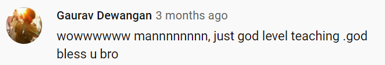 Gaurav Dewangan 3 months ago
wowwwwww mannnnnnnn, just god level teaching .god
bless u bro